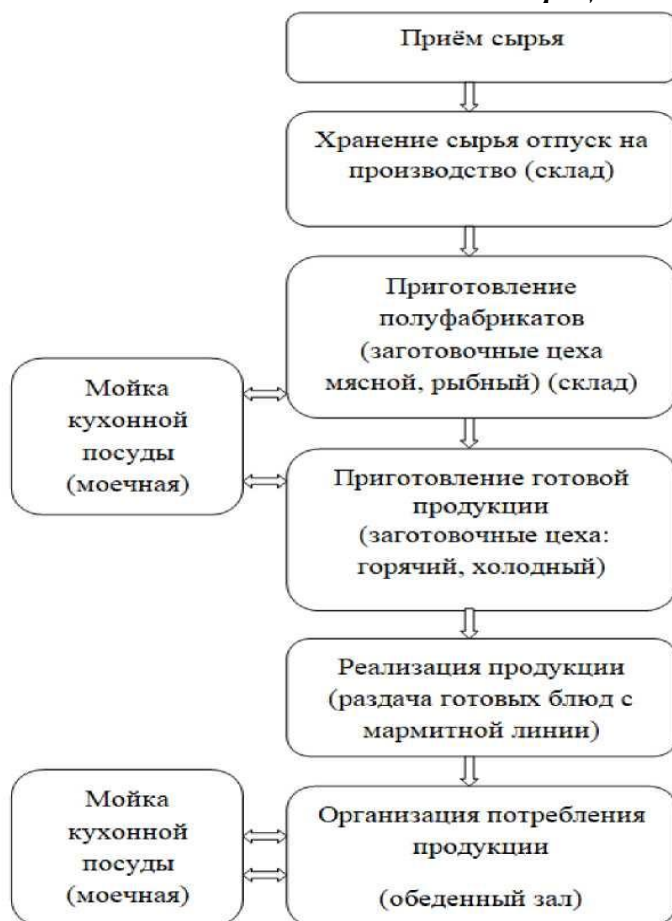 Приём сырья
Хранение сырья отпуск на
производство (склад)
Приготовление
полуфабрикатов
(заготовочные цеха
мясной, рыбный) (склад)
Мойка
кухонной
посуды
(моечная)
Приготовление готовой
продукции
(заготовочные цеха:
горячий, холодный)
Реализация продукции
(раздача готовых блюд с
мармитной линии)
Мойка
кухонной
посуды
(моечная)
Организация потребления
продукции
(обеденный зал)